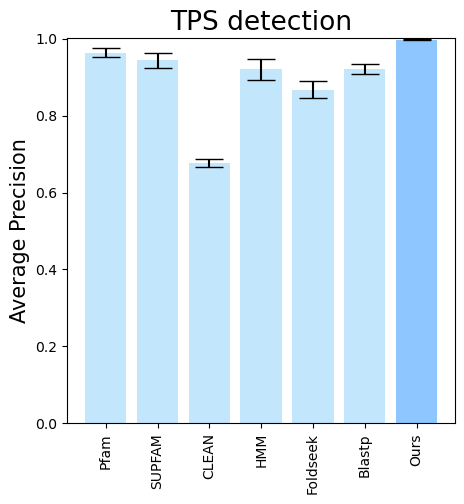 TPS detection
Average Precision
1.0
0.8
0.6
0.4
0.2
0.0
Pfam
SUPFAM
CLEAN
HMM
Foldseek
Blastp
Ours